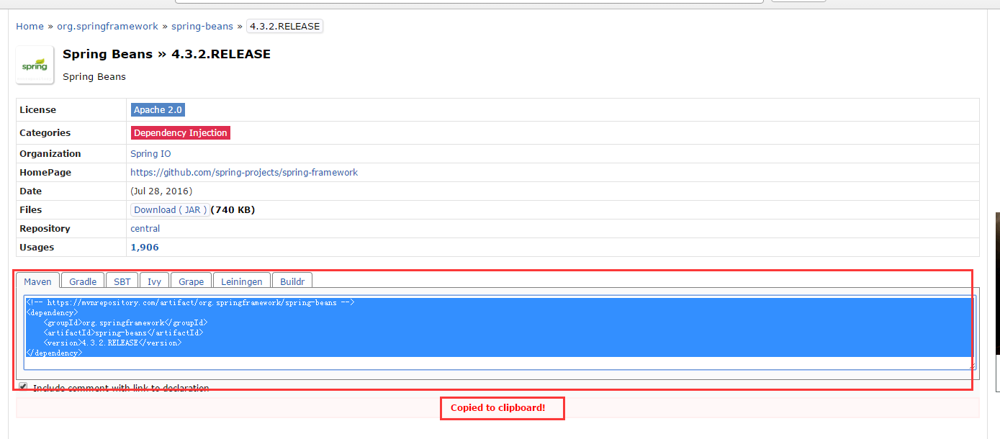 Home » org.springframework » spring-beans » 4.3.2.RELEASE
spring
Spring Beans » 4.3.2.RELEASE
Spring Beans
License Apache 2.0
Categories Dependency Injection
Organization Spring IO
HomePage https://github.com/spring-projects/spring-framework
Date (Jul 28, 2016)
Files Download ( JAR ) (740 KB)
Repository central
Usages 1,906
Maven Gradle SBT Ivy Grape Leiningen Buildr
<!-- https://mvnrepository.com/artifact/org.springframework/spring-beans -->
<dependency>
    <groupId>org.springframework</groupId>
    <artifactId>spring-beans</artifactId>
    <version>4.3.2.RELEASE</version>
</dependency>
Include comment with link to declaration
Copied to clipboard!